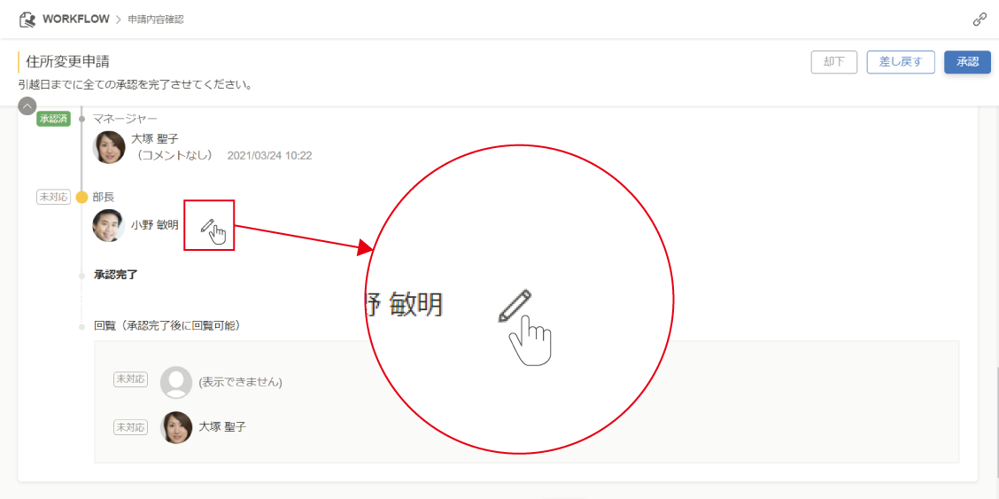 WORKFLOW > 申請内容確認
住所変更申請
却下 差し戻す 承認
引越日までに全ての承認を完了させてください。
承認済 マネージャー
大塚 聖子
(コメントなし) 2021/03/24 10:22
未対応 部長
小野 敏明
野 敏明
承認完了
回覧(承認完了後に回覧可能)
未対応 (表示できません)
未対応 大塚 聖子